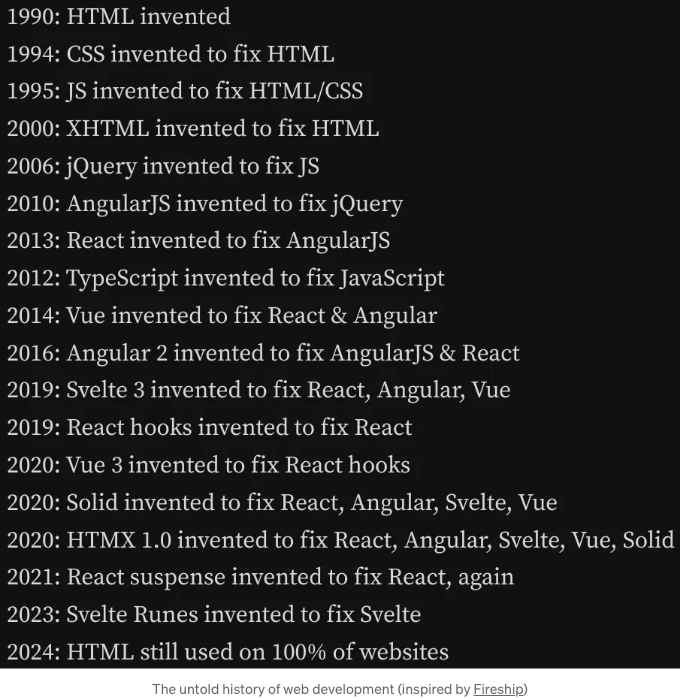 1990: HTML invented
1994: CSS invented to fix HTML
1995: JS invented to fix HTML/CSS
2000: XHTML invented to fix HTML
2006: jQuery invented to fix JS
2010: AngularJS invented to fix jQuery
2013: React invented to fix AngularJS
2012: TypeScript invented to fix JavaScript
2014: Vue invented to fix React & Angular
2016: Angular 2 invented to fix AngularJS & React
2019: Svelte 3 invented to fix React, Angular, Vue
2019: React hooks invented to fix React
2020: Vue 3 invented to fix React hooks
2020: Solid invented to fix React, Angular, Svelte, Vue
2020: HTMX 1.0 invented to fix React, Angular, Svelte, Vue, Solid
2021: React suspense invented to fix React, again
2023: Svelte Runes invented to fix Svelte
2024: HTML still used on 100% of websites
The untold history of web development (inspired by Fireship)